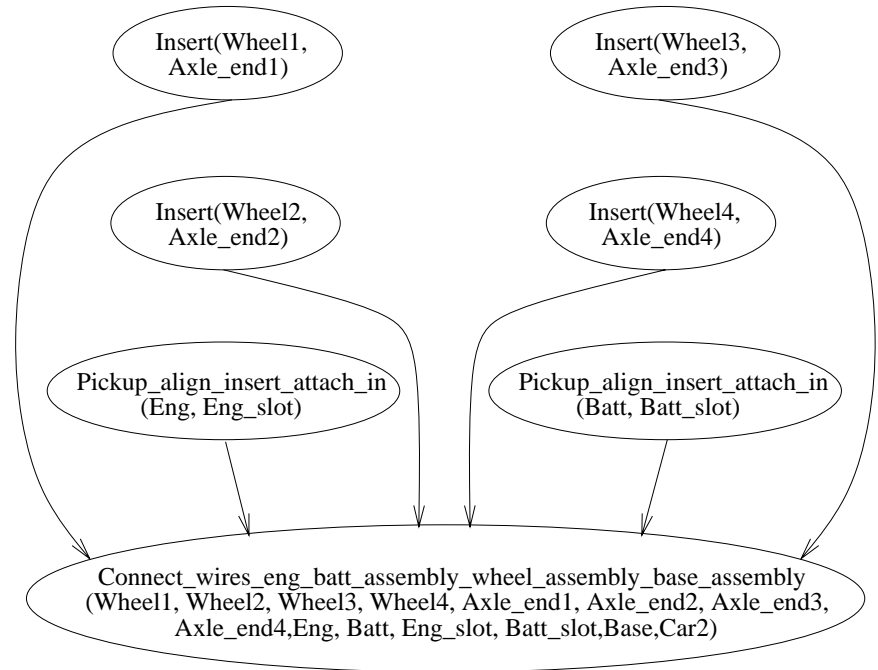 Insert(Wheel1,
Axle_end1)
Insert(Wheel3,
Axle_end3)
Insert(Wheel2,
Axle_end2)
Insert(Wheel4,
Axle_end4)
Pickup_align_insert_attach_in
(Eng, Eng_slot)
Pickup_align_insert_attach_in
(Batt, Batt_slot)
Connect_wires_eng_batt_assembly_wheel_assembly_base_assembly
(Wheel1, Wheel2, Wheel3, Wheel4, Axle_end1, Axle_end2, Axle_end3,
Axle_end4,Eng, Batt, Eng_slot, Batt_slot,Base,Car2)